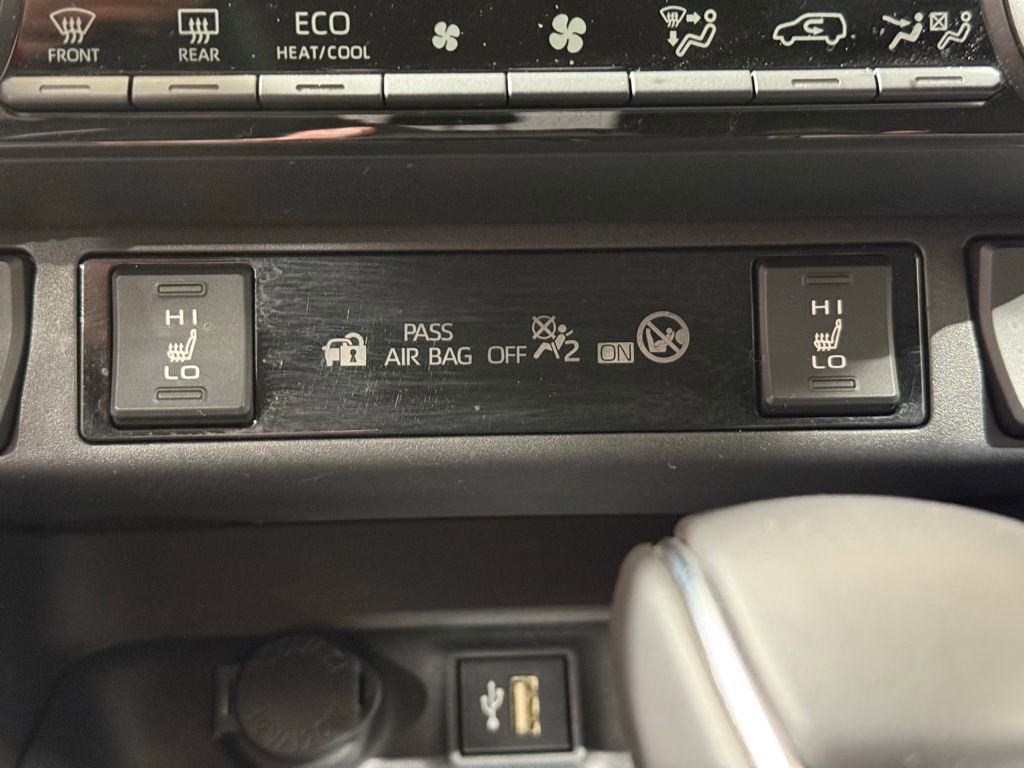 FRONT
REAR
ECO
HEAT/COOL
HI
LO
PASS
AIR BAG
OFF
2
ON
HI
LO